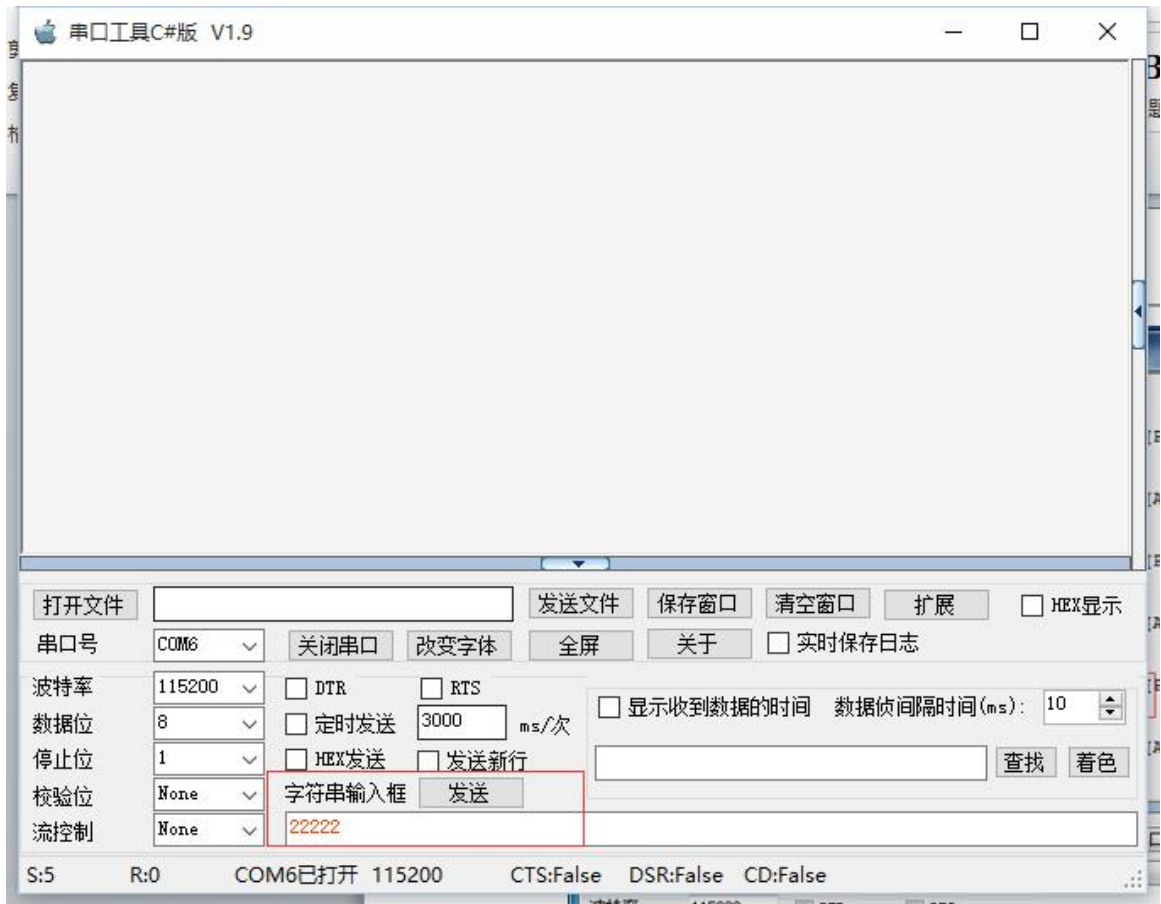 串口工具C#版 V1.9
打开文件 发送文件 保存窗口 清空窗口 扩展 HEX显示
串口号 COM6 关闭串口 改变字体 全屏 关于 实时保存日志
波特率 115200 DTR RTS 显示收到数据的时间 数据侦间隔时间(ms): 10
数据位 8 定时发送 3000 ms/次
停止位 1 HEX发送 发送新行 查找 着色
校验位 None 字符串输入框 发送
流控制 None 22222
S:5 R:0 COM6已打开 115200 CTS:False DSR:False CD:False